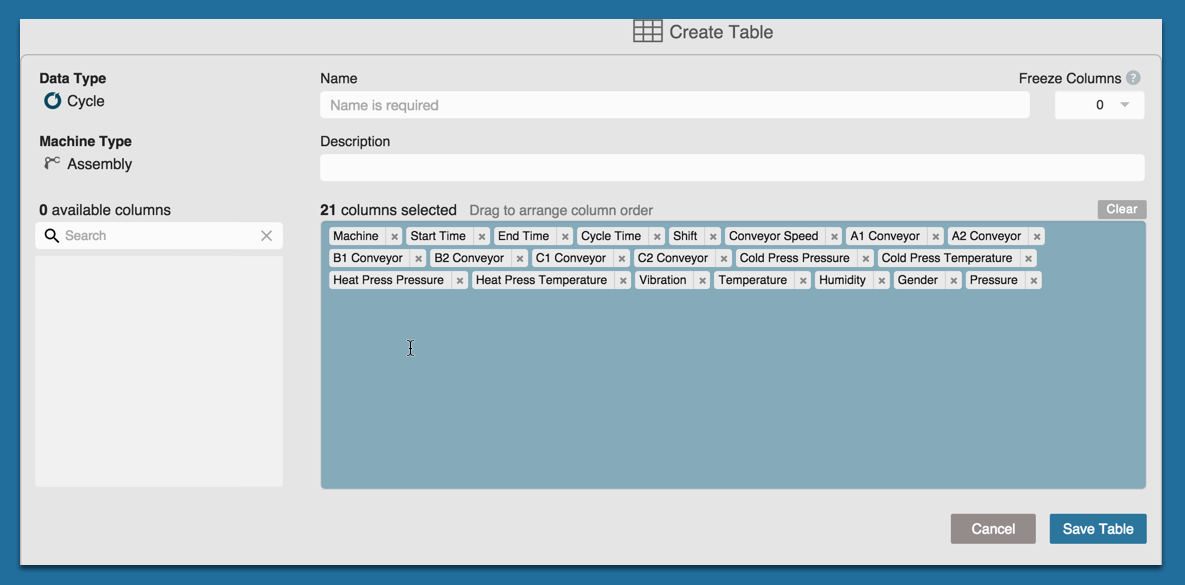 Create Table
Data Type
Cycle
Machine Type
Assembly
Name
Name is required
Freeze Columns ?
0
Description
0 available columns
Search
21 columns selected Drag to arrange column order
Clear
Machine × Start Time × End Time × Cycle Time × Shift × Conveyor Speed × A1 Conveyor × A2 Conveyor ×
B1 Conveyor × B2 Conveyor × C1 Conveyor × C2 Conveyor × Cold Press Pressure × Cold Press Temperature ×
Heat Press Pressure × Heat Press Temperature × Vibration × Temperature × Humidity × Gender × Pressure ×
Cancel
Save Table